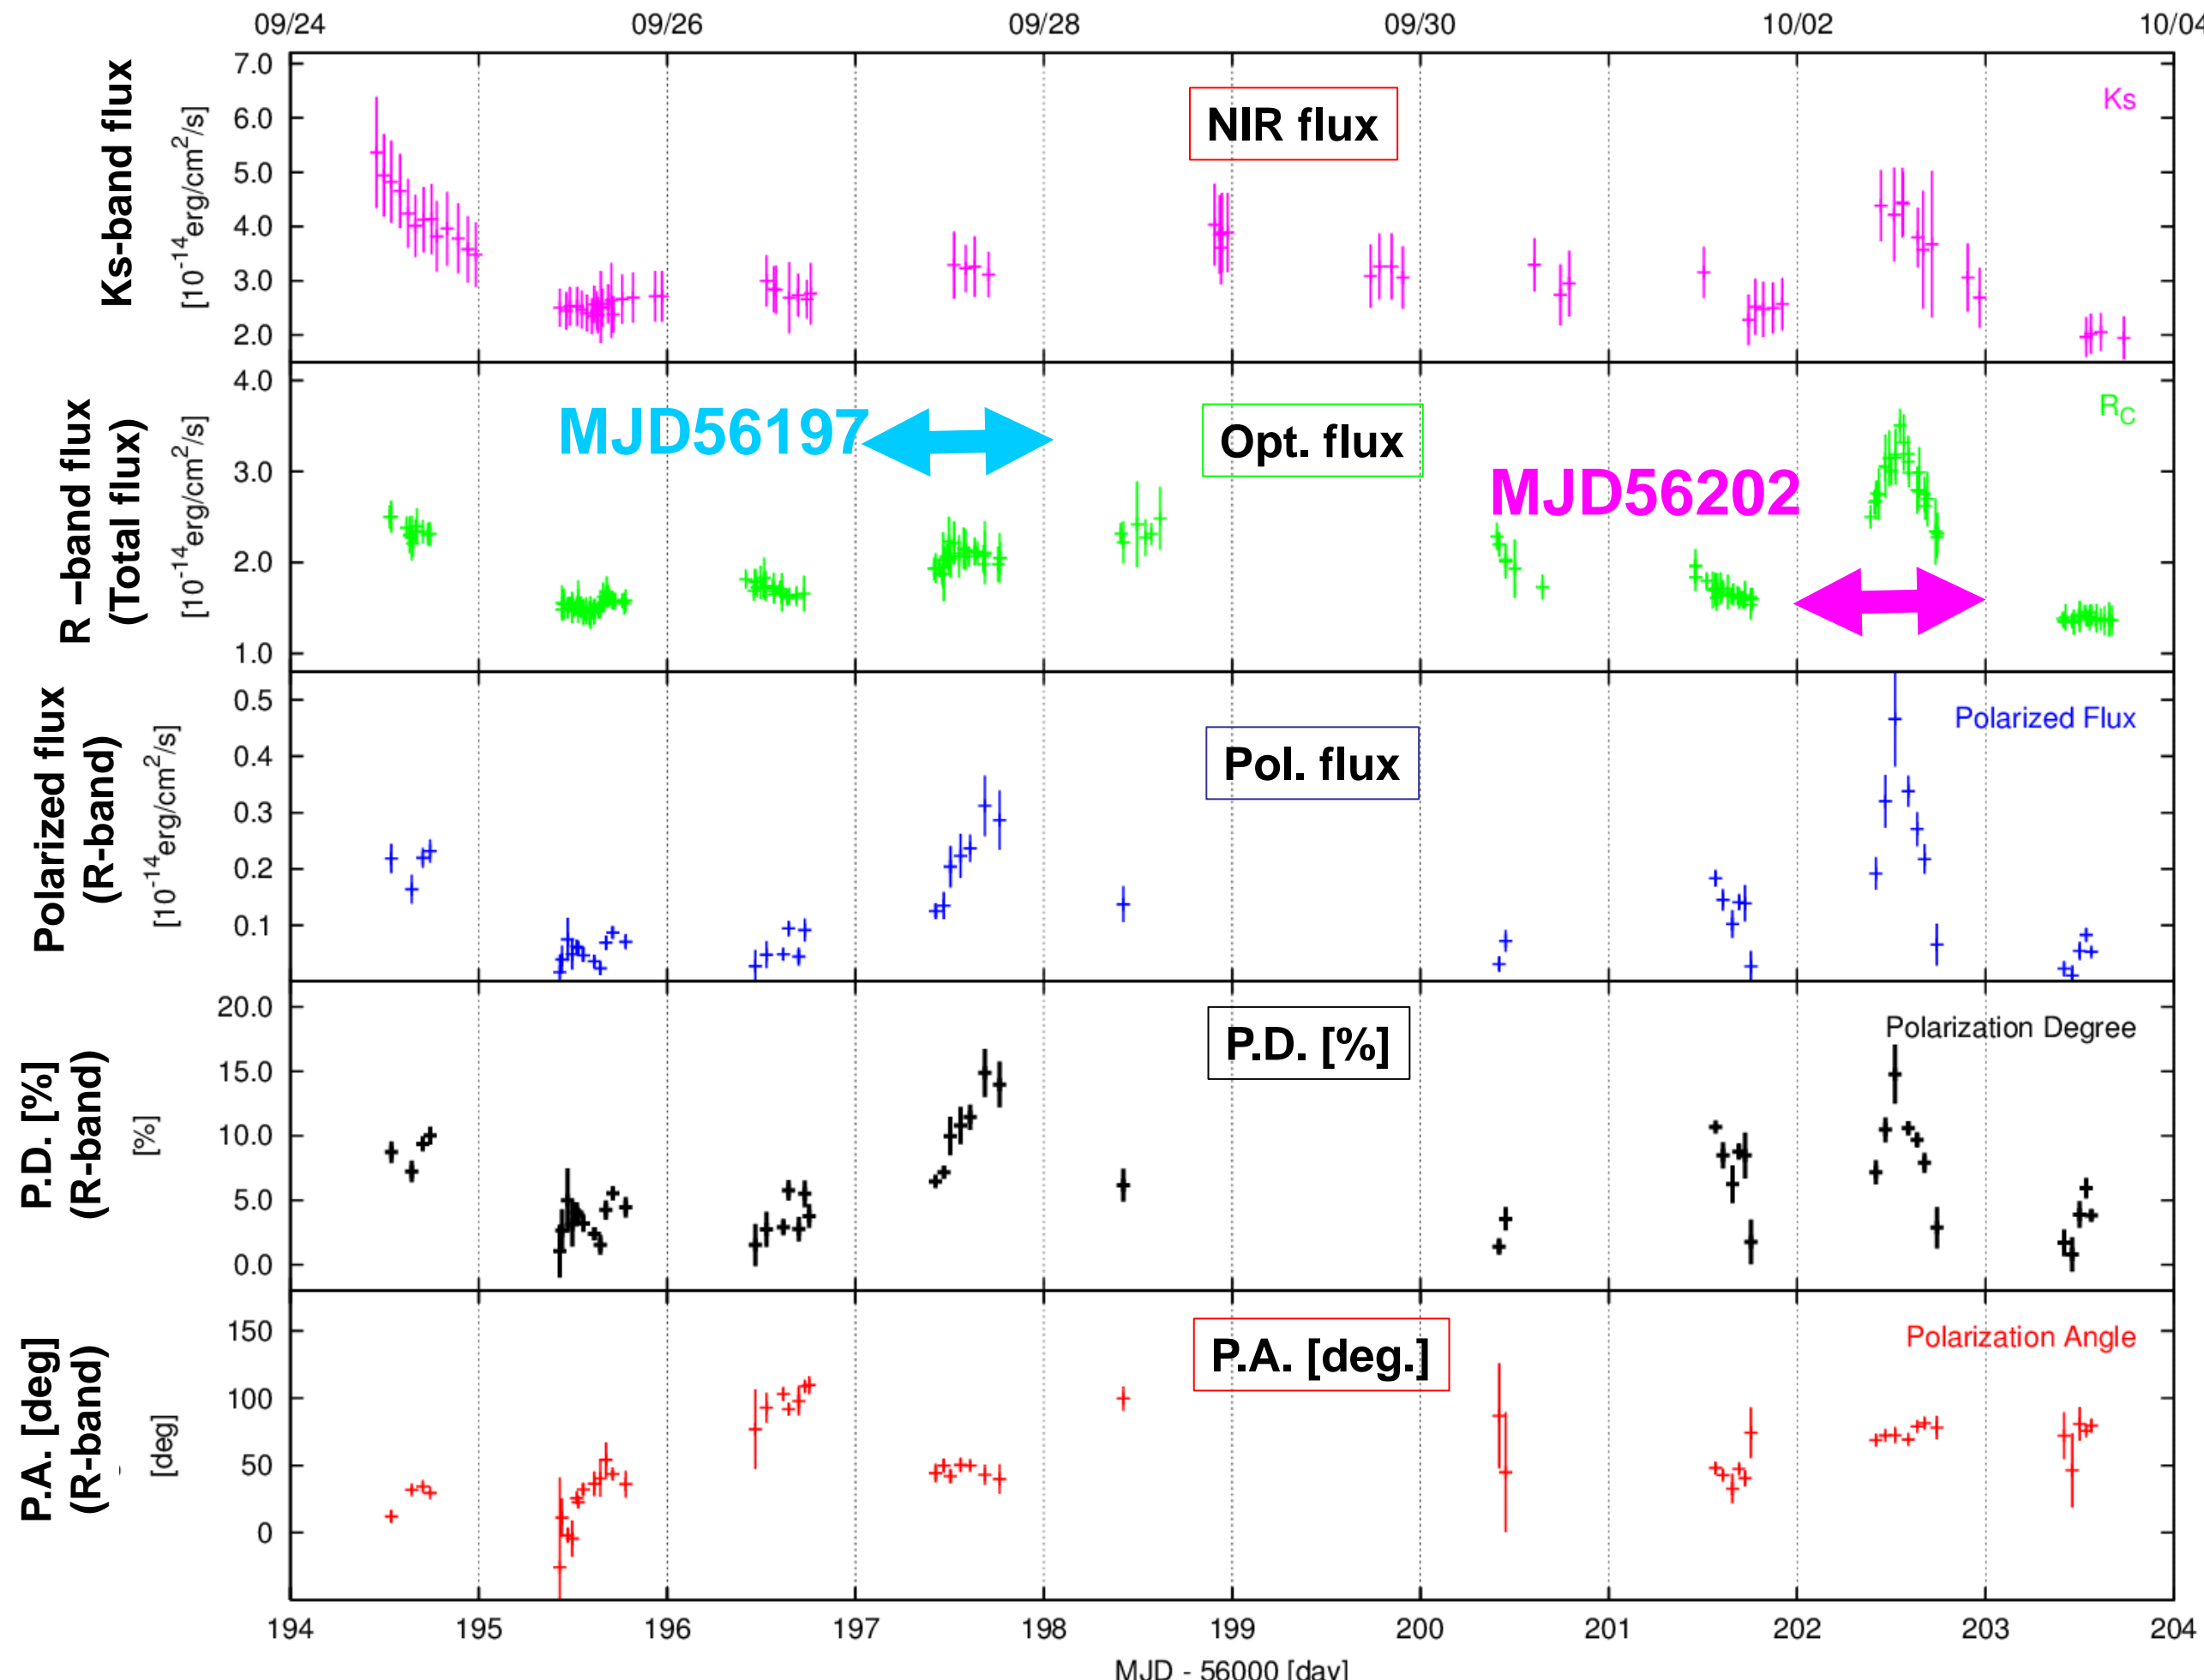 09/24 09/26 09/28 09/30 10/02 10/04
Ks-band flux
[10-14erg/cm2/s]
7.0
6.0
5.0
4.0
3.0
2.0
NIR flux
Ks
R –band flux
(Total flux)
[10-14erg/cm2/s]
4.0
3.0
2.0
1.0
MJD56197
Opt. flux
MJD56202
RC
Polarized flux
(R-band)
[10-14erg/cm2/s]
0.5
0.4
0.3
0.2
0.1
Pol. flux
Polarized Flux
P.D. [%]
(R-band)
[%]
20.0
15.0
10.0
5.0
0.0
P.D. [%]
Polarization Degree
P.A. [deg]
(R-band)
[deg]
150
100
50
0
P.A. [deg.]
Polarization Angle
194 195 196 197 198 199 200 201 202 203 204
MJD - 56000 [day]